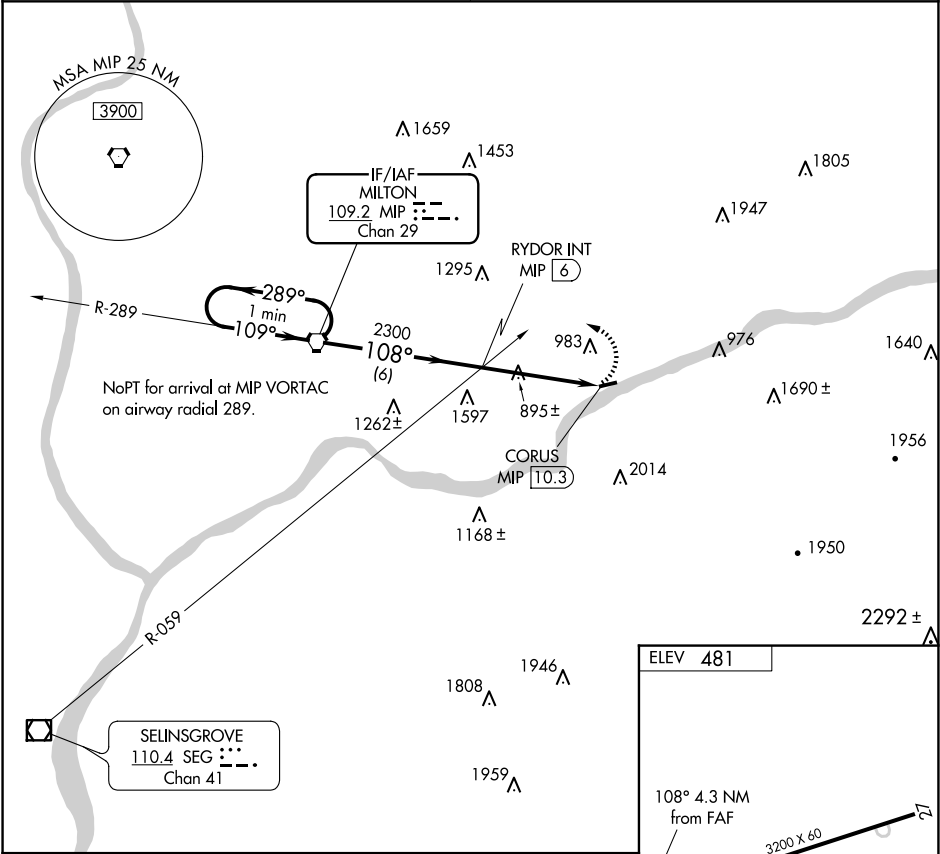 MSA MIP 25 NM
3900
1659
1453
1805
IF/IAF
MILTON
109.2 MIP
Chan 29
1947
RYDOR INT
MIP 6
1295
R-289
289°
1 min
109°
2300
108°
(6)
983
976
1640
NoPT for arrival at MIP VORTAC
on airway radial 289.
1262 ±
1597
895 ±
1690 ±
CORUS
MIP 10.3
1956
2014
1168 ±
1950
R-059
2292 ±
ELEV 481
1946
1808
SELINSGROVE
110.4 SEG
Chan 41
1959
108° 4.3 NM
from FAF
3200 X 60
27